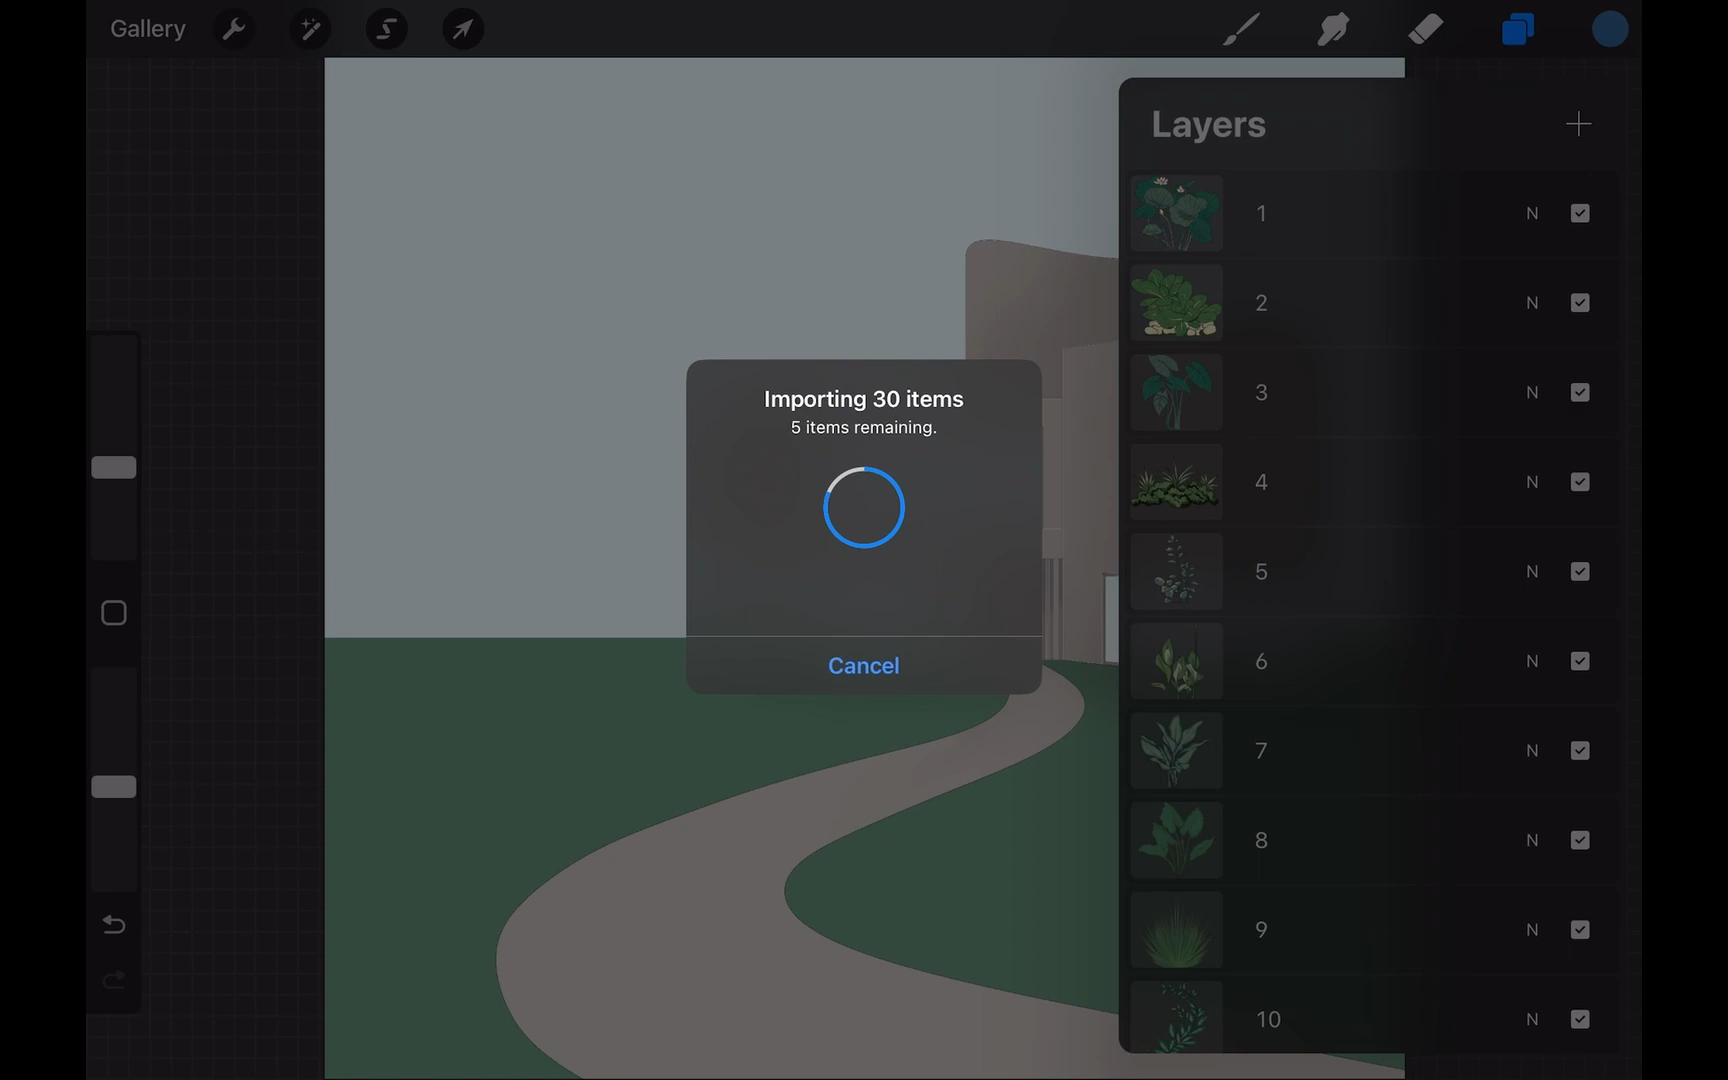 Gallery
Layers
1 N
2 N
3 N
4 N
5 N
6 N
7 N
8 N
9 N
10 N
Importing 30 items
5 items remaining.
Cancel